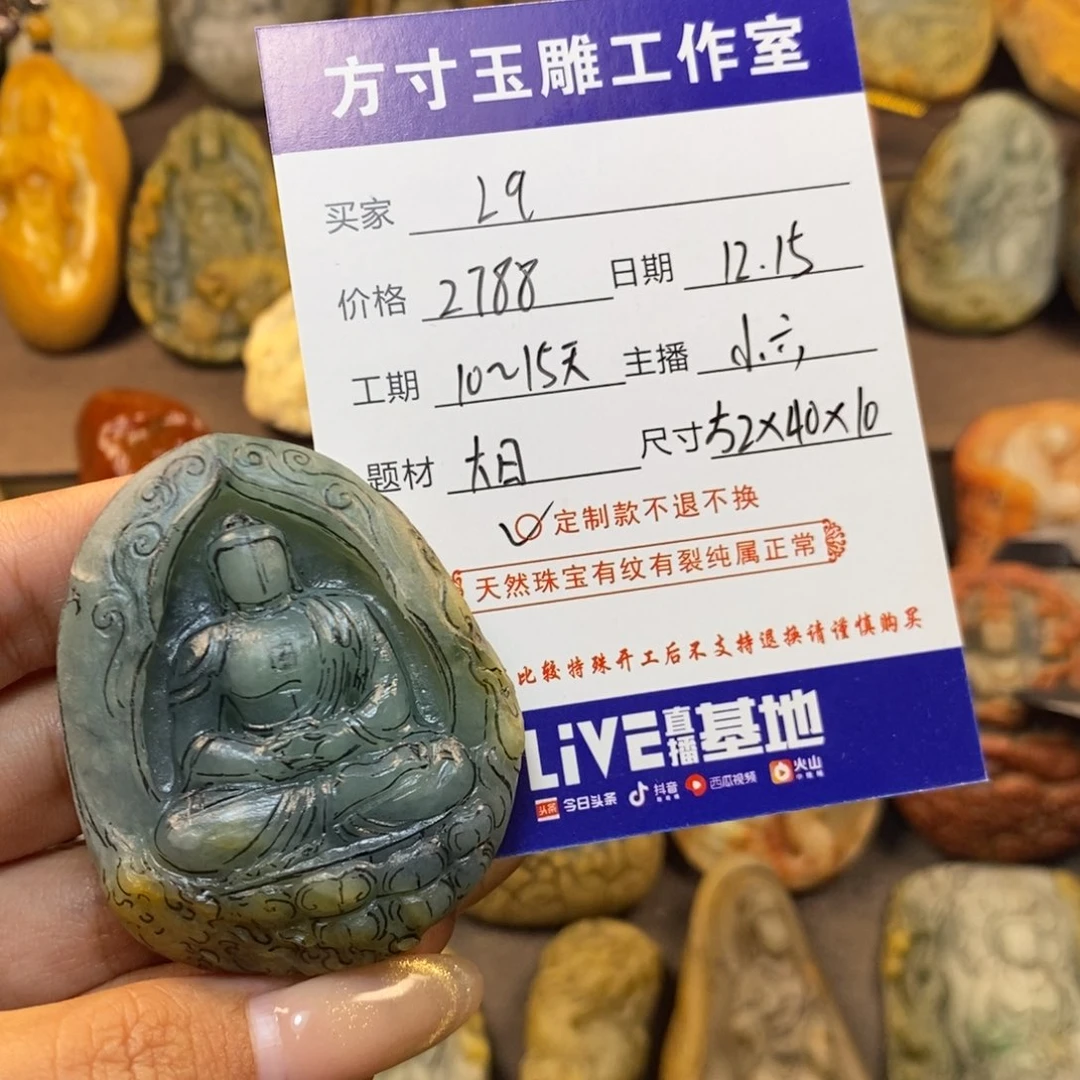 方寸玉雕工作室
买家 L9
价格 2788 日期 12.15
工期 10~15天 主播 小六
题材 大日 尺寸 52×40×10
定制款不退不换
天然珠宝有纹有裂纯属正常
比较特殊开工后不支持退换请谨慎购买
LiVE直播基地
头条 今日头条 抖音 西瓜视频 火山